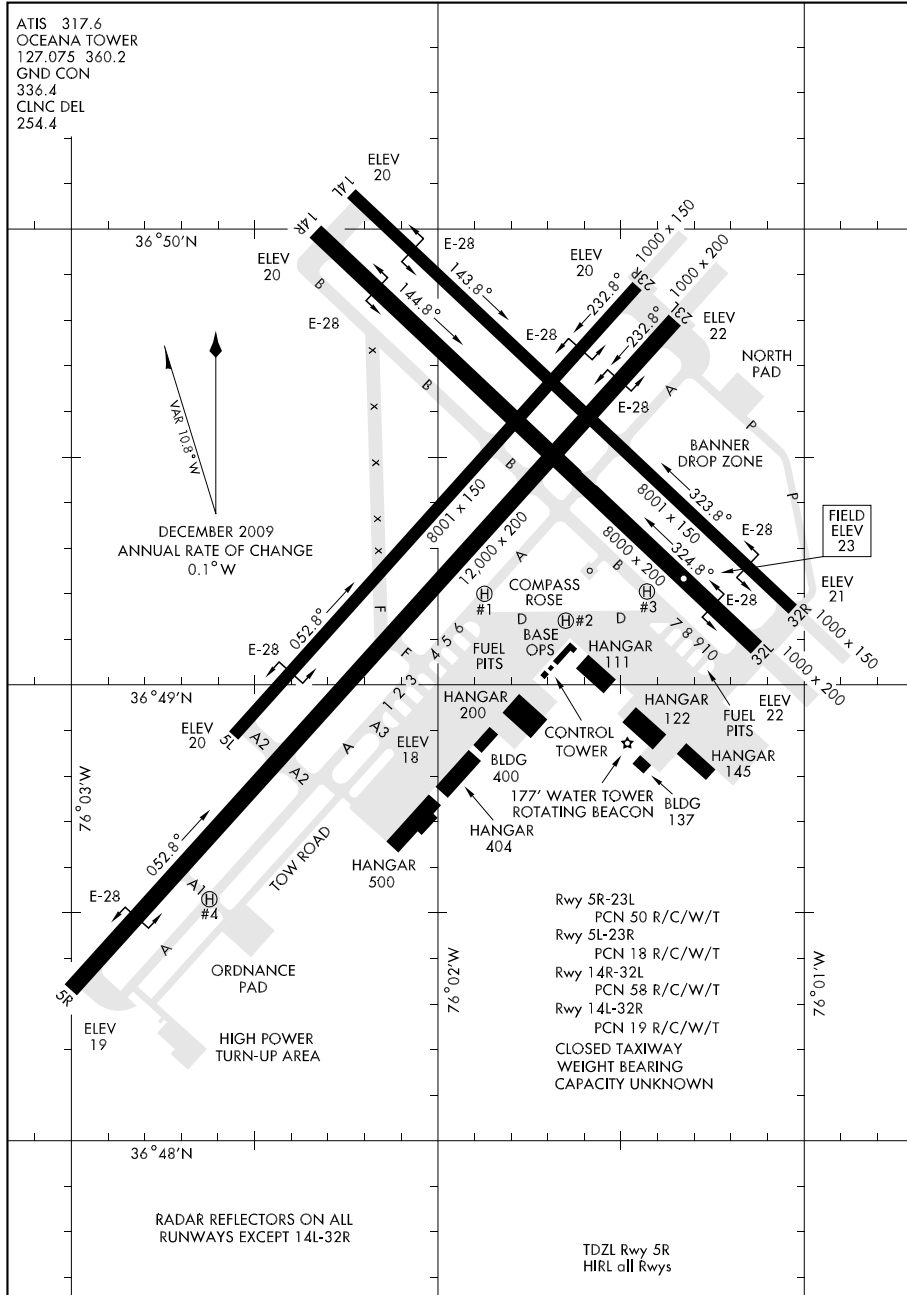 ATIS 317.6
OCEANA TOWER
127.075 360.2
GND CON
336.4
CLNC DEL
254.4
ELEV
20
14L
14R
36°50'N
ELEV
20
E-28
143.8°
144.8°
E-28
B
ELEV
20
23R
1000 x 150
1000 x 200
232.8°
23L
232.8°
ELEV
22
E-28
E-28
NORTH
PAD
A
P
P
BANNER
DROP ZONE
VAR 10.8°W
X
X
X
X
B
B
B
DECEMBER 2009
ANNUAL RATE OF CHANGE
0.1°W
8001 x 150
12,000 x 200
323.8°
8001 x 150
324.8°
8000 x 200
E-28
FIELD
ELEV
23
E-28
ELEV
21
32R
1000 x 150
32L
1000 x 200
ELEV
22
A
COMPASS
ROSE
H
#1
H
#2
H
#3
D
D
F
F
052.8°
E-28
4 5 6
1 2 3
7 8 9 10
FUEL
PITS
BASE
OPS
HANGAR
111
FUEL
PITS
36°49'N
HANGAR
200
HANGAR
122
CONTROL
TOWER
HANGAR
145
ELEV
20
5L
A2
A2
A
A3
ELEV
18
BLDG
400
177' WATER TOWER
ROTATING BEACON
BLDG
137
HANGAR
404
HANGAR
500
76°03'W
052.8°
TOW ROAD
E-28
A1
H
#4
A
5R
ELEV
19
ORDNANCE
PAD
HIGH POWER
TURN-UP AREA
76°02'W
76°01'W
Rwy 5R-23L
PCN 50 R/C/W/T
Rwy 5L-23R
PCN 18 R/C/W/T
Rwy 14R-32L
PCN 58 R/C/W/T
Rwy 14L-32R
PCN 19 R/C/W/T
CLOSED TAXIWAY
WEIGHT BEARING
CAPACITY UNKNOWN
36°48'N
RADAR REFLECTORS ON ALL
RUNWAYS EXCEPT 14L-32R
TDZL Rwy 5R
HIRL all Rwys